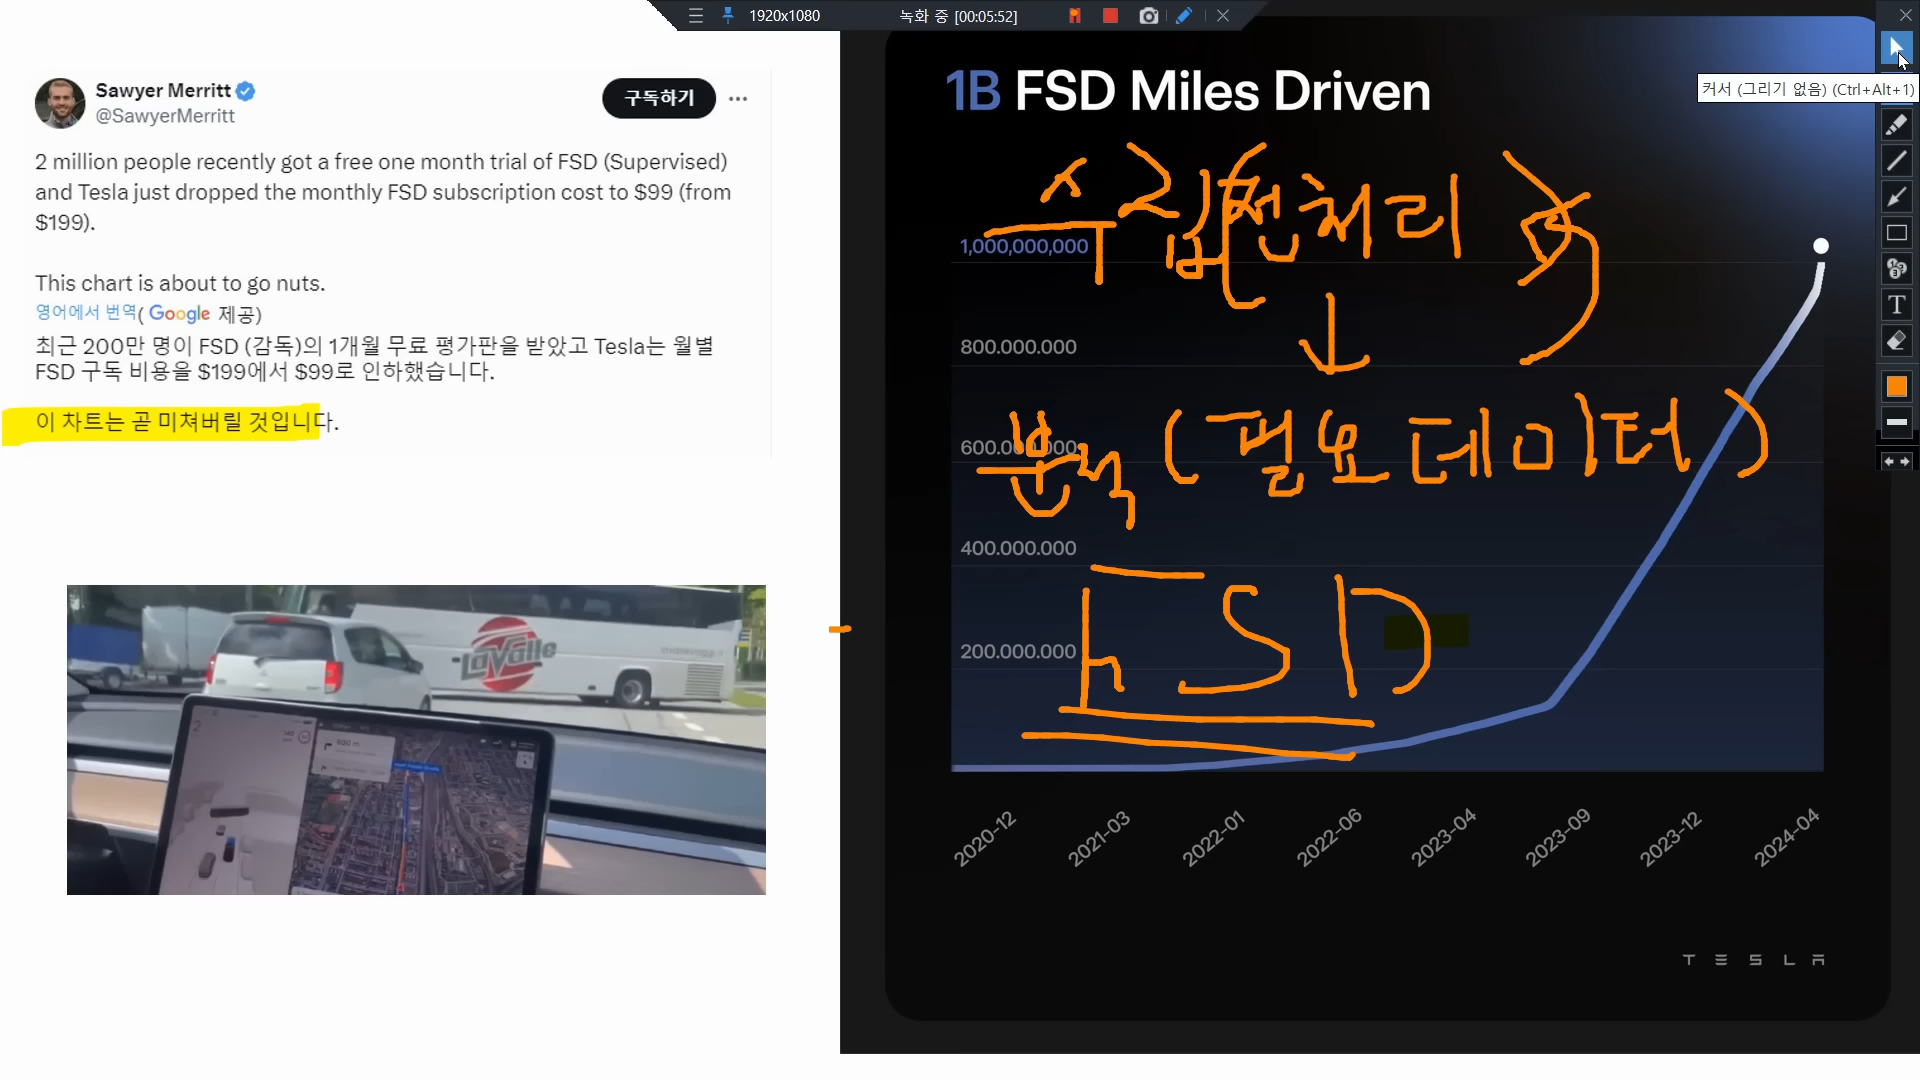 1920x1080
녹화 중 [00:05:52]
커서 (그리기 없음) (Ctrl+Alt+1)
Sawyer Merritt
@SawyerMerritt
구독하기
2 million people recently got a free one month trial of FSD (Supervised)
and Tesla just dropped the monthly FSD subscription cost to $99 (from
$199).
This chart is about to go nuts.
영어에서 번역( Google 제공)
최근 200만 명이 FSD (감독)의 1개월 무료 평가판을 받았고 Tesla는 월별
FSD 구독 비용을 $199에서 $99로 인하했습니다.
이 차트는 곧 미쳐버릴 것입니다.
LaValle
600 m
1B FSD Miles Driven
수집(전처리
1,000,000,000
800.000.000
분석 (필요데이터)
600.000.000
400.000.000
FSD
200.000.000
2020-12
2021-03
2022-01
2022-06
2023-04
2023-09
2023-12
2024-04
TESLA